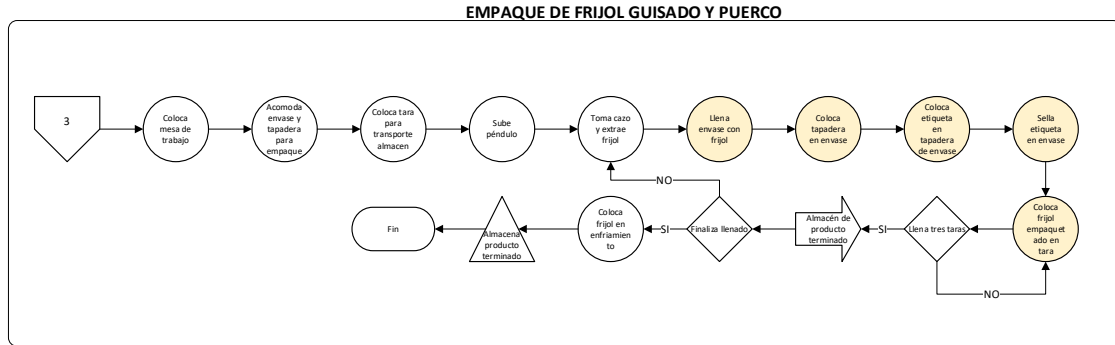 EMPAQUE DE FRIJOL GUISADO Y PUERCO
3
Coloca
mesa de
trabajo
Acomoda
envase y
tapadera
para
empaque
Coloca tara
para
transporte
almacen
Sube
péndulo
Toma cazo
y extrae
frijol
Llena
envase con
frijol
Coloca
tapadera
en envase
Coloca
etiqueta
en
tapadera
de envase
Sella
etiqueta
en envase
NO
Fin
Almacena
producto
terminado
Coloca
frijol en
enfriamie
nto
SI
Finaliza llenado
Almacén de
producto
terminado
SI
Llena tres taras
Coloca
frijol
empaquet
ado en
tara
NO